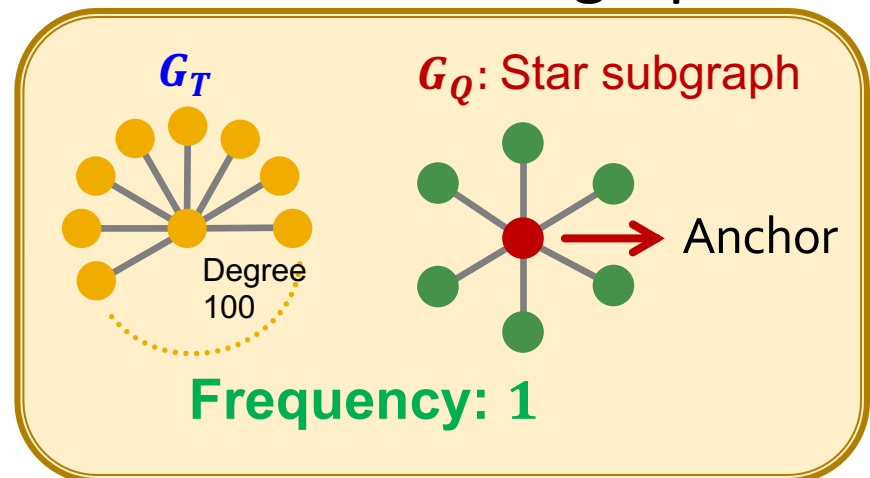 G_T
G_Q: Star subgraph
Degree
100
Anchor
Frequency: 1